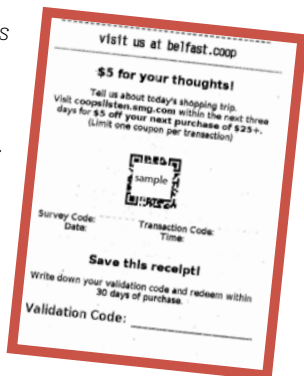 s
visit us at belfast.coop
$5 for your thoughts!
Tell us about today's shopping trip.
Visit coopslisten.smg.com within the next three
days for $5 off your next purchase of $25+.
(Limit one coupon per transaction)
sample
Survey Code:
Transaction Code:
Date:
Time:
Save this receipt!
Write down your validation code and redeem within
30 days of purchase.
Validation Code: